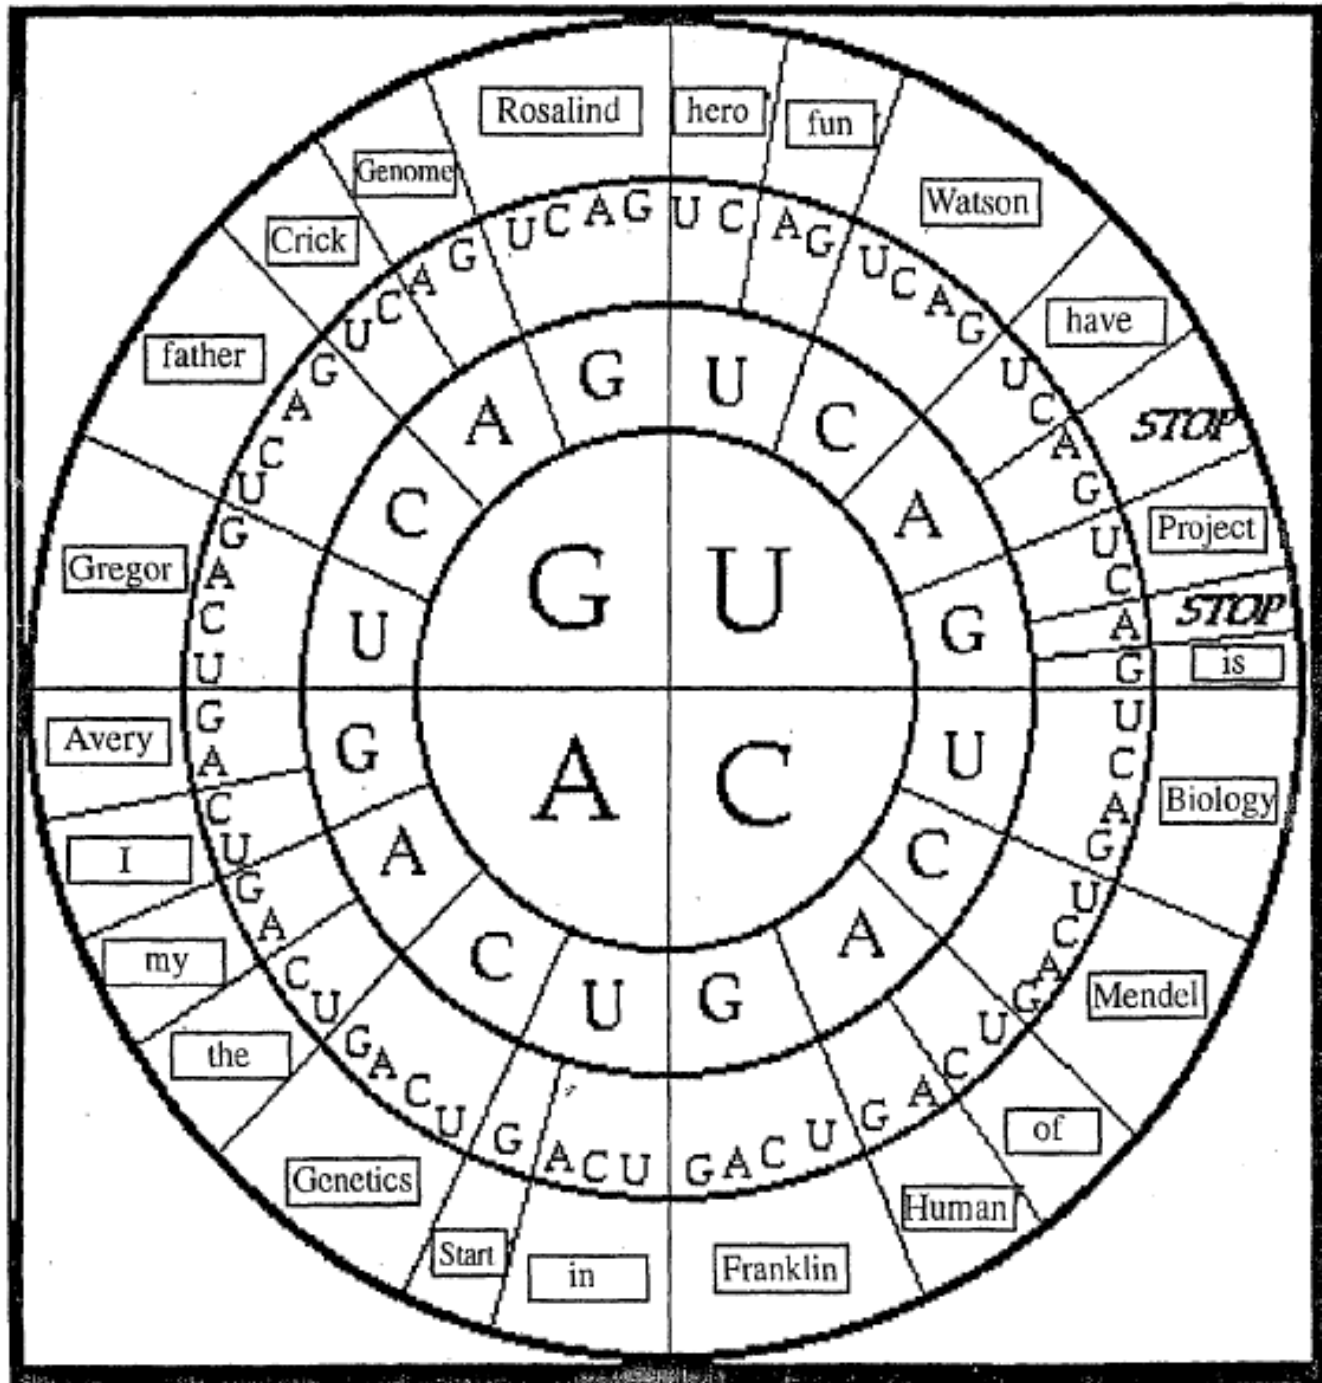 Rosalind
hero
fun
Watson
have
STOP
Project
STOP
is
Biology
Mendel
of
Human
Franklin
in
Start
Genetics
the
my
I
Avery
Gregor
father
Crick
Genome
U C A G U C A G U C A G U C A G U C A G U C A G U C A G U C A G U C A G U C A G U C A G U C A G U C A G U C A G U C A G U C A G
U C A G U C A G U C A G U C A G
G U
A C